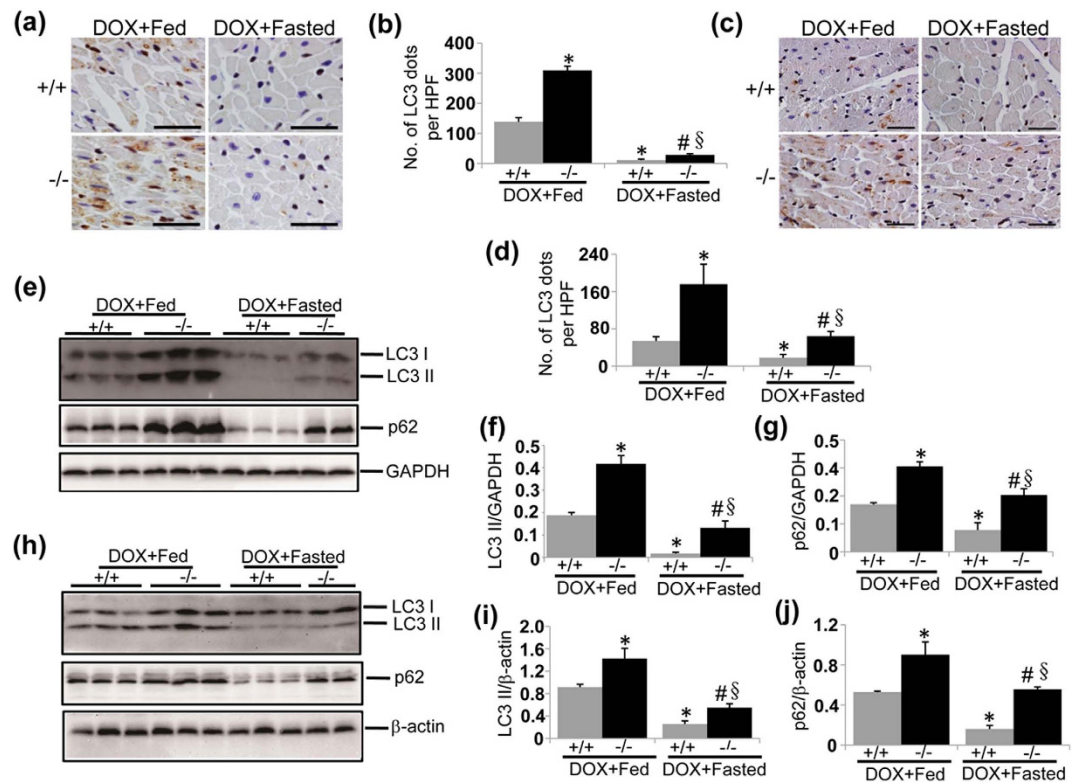 (a)
DOX+Fed DOX+Fasted
+/+
-/-
(b)
No. of LC3 dots
per HPF
400
300
200
100
0
*
*
# §
+/+ -/- +/+ -/-
DOX+Fed DOX+Fasted
(c)
DOX+Fed DOX+Fasted
+/+
-/-
(d)
No. of LC3 dots
per HPF
240
160
80
0
*
*
# §
+/+ -/- +/+ -/-
DOX+Fed DOX+Fasted
(e)
DOX+Fed DOX+Fasted
+/+ -/- +/+ -/-
LC3 I
LC3 II
p62
GAPDH
(f)
LC3 II/GAPDH
0.5
0.4
0.3
0.2
0.1
0
*
*
#§
+/+ -/- +/+ -/-
DOX+Fed DOX+Fasted
(g)
p62/GAPDH
0.5
0.4
0.2
0.1
0
*
*
#§
+/+ -/- +/+ -/-
DOX+Fed DOX+Fasted
(h)
DOX+Fed DOX+Fasted
+/+ -/- +/+ -/-
LC3 I
LC3 II
p62
β-actin
(i)
LC3 II/β-actin
2.0
1.6
1.2
0.8
0.4
0
*
*
#§
+/+ -/- +/+ -/-
DOX+Fed DOX+Fasted
(j)
p62/β-actin
1.2
0.8
0.4
0
*
*
# §
+/+ -/- +/+ -/-
DOX+Fed DOX+Fasted